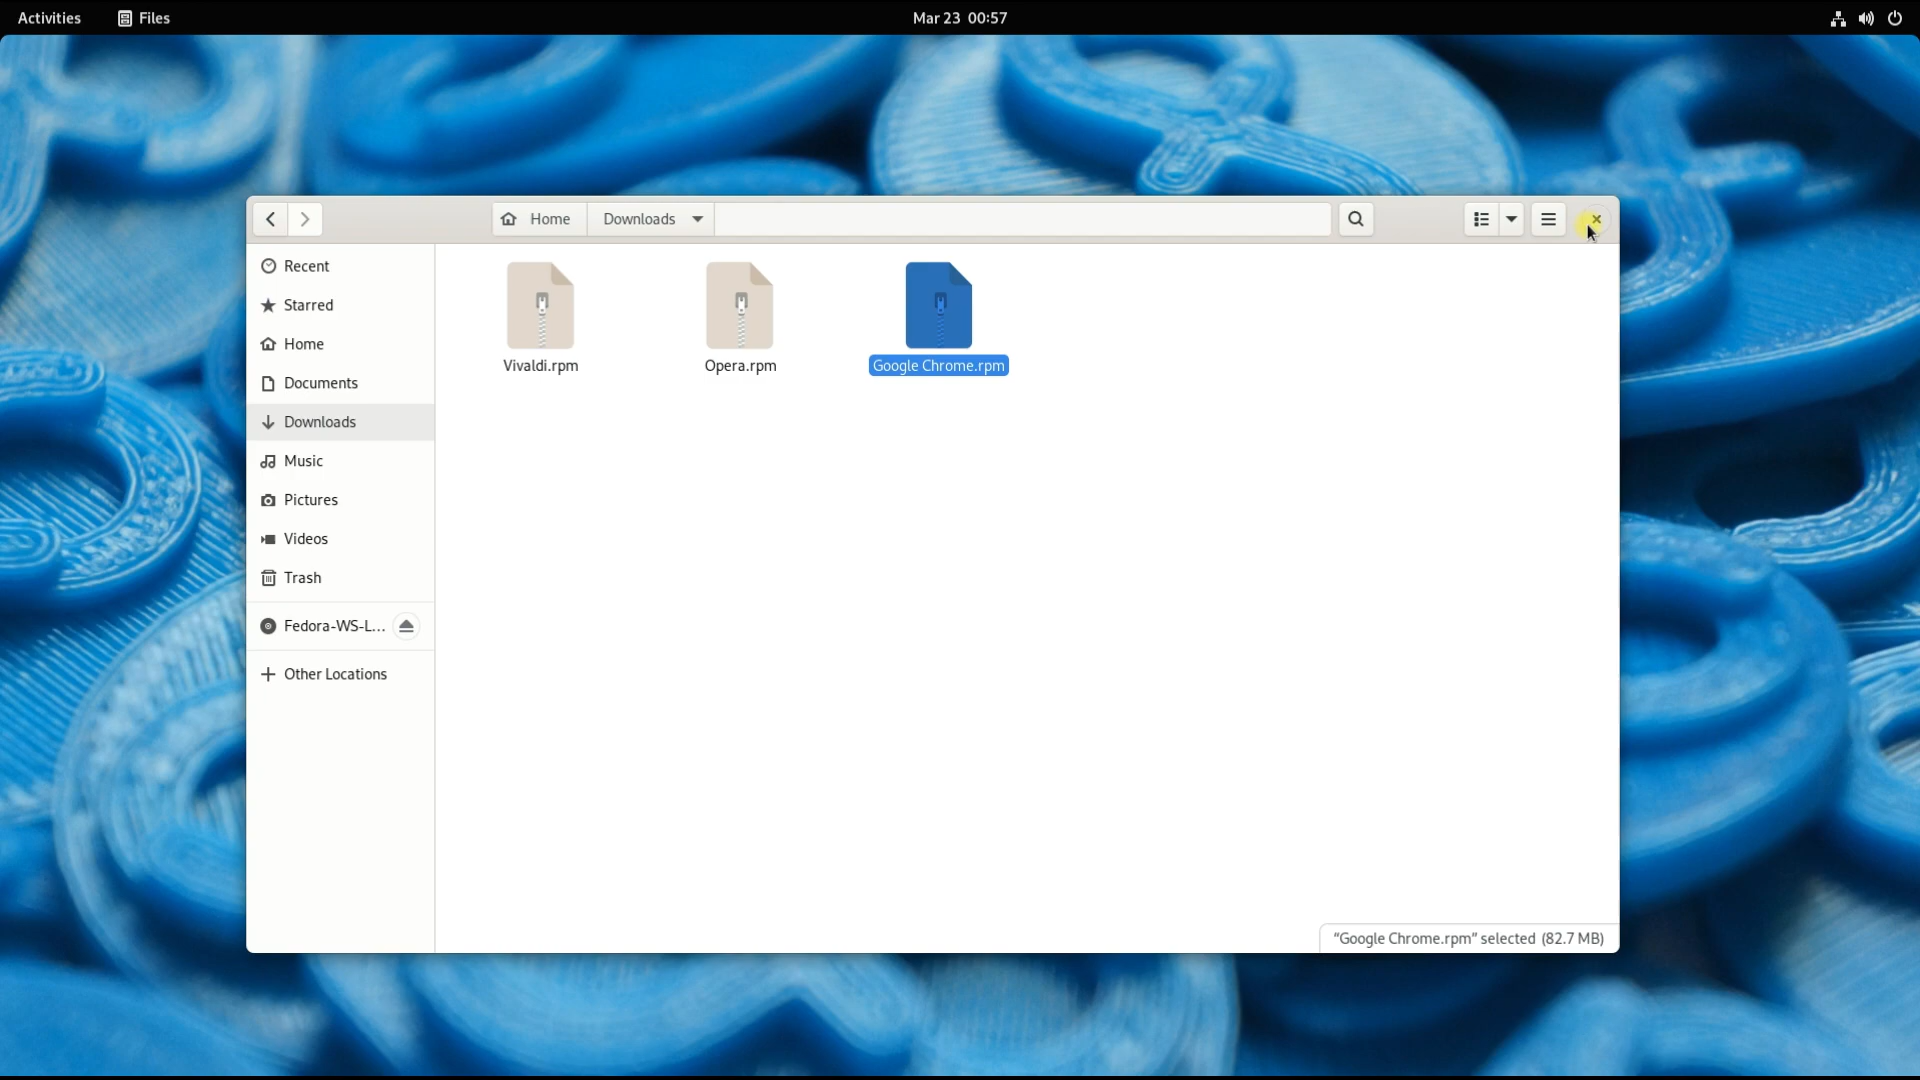 Activities Files Mar 23 00:57
Home Downloads
Recent
Starred
Home
Documents
Downloads
Music
Pictures
Videos
Trash
Fedora-WS-L...
Other Locations
Vivaldi.rpm Opera.rpm Google Chrome.rpm
“Google Chrome.rpm” selected (82.7 MB)